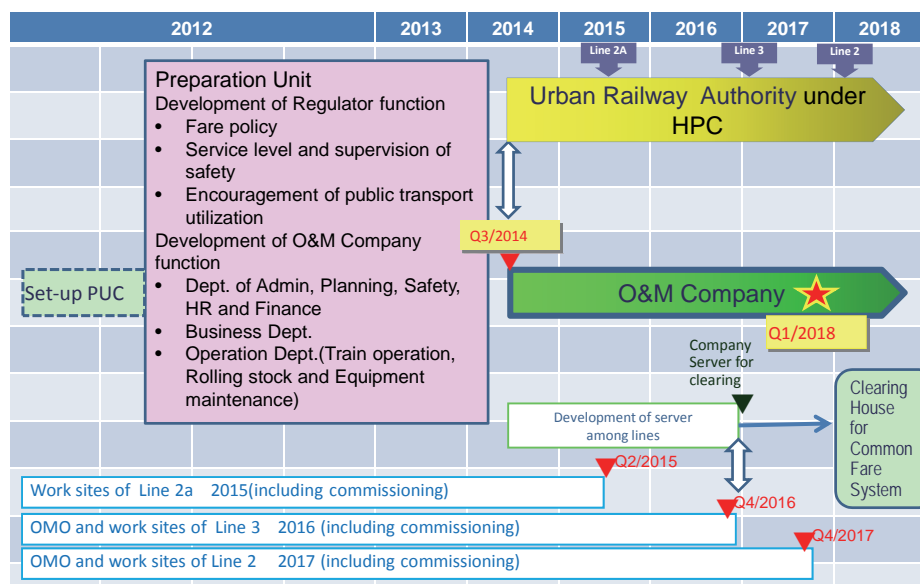 2012 2013 2014 2015 2016 2017 2018
Line 2A
Line 3
Line 2
Preparation Unit
Development of Regulator function
• Fare policy
• Service level and supervision of
safety
• Encouragement of public transport
utilization
Development of O&M Company
function
• Dept. of Admin, Planning, Safety,
HR and Finance
• Business Dept.
• Operation Dept.(Train operation,
Rolling stock and Equipment
maintenance)
Urban Railway Authority under
HPC
Q3/2014
Set-up PUC
O&M Company
Q1/2018
Company
Server for
clearing
Development of server
among lines
Clearing
House
for
Common
Fare
System
Q2/2015
Work sites of Line 2a 2015(including commissioning)
Q4/2016
OMO and work sites of Line 3 2016 (including commissioning)
Q4/2017
OMO and work sites of Line 2 2017 (including commissioning)